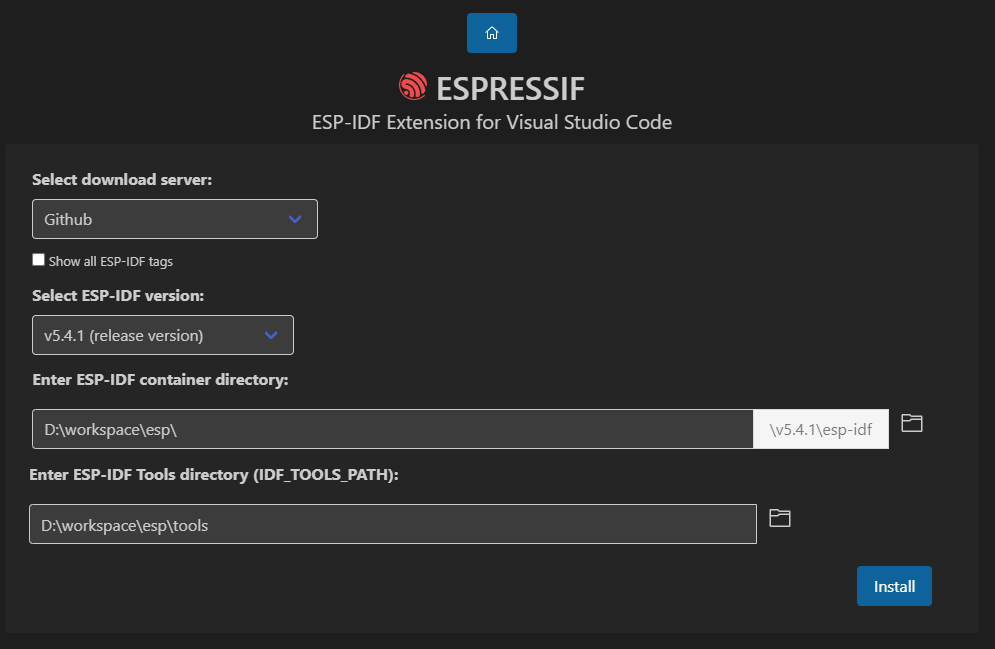 ESPRESSIF
ESP-IDF Extension for Visual Studio Code
Select download server:
Github
Show all ESP-IDF tags
Select ESP-IDF version:
v5.4.1 (release version)
Enter ESP-IDF container directory:
D:\workspace\esp\ \v5.4.1\esp-idf
Enter ESP-IDF Tools directory (IDF_TOOLS_PATH):
D:\workspace\esp\tools
Install